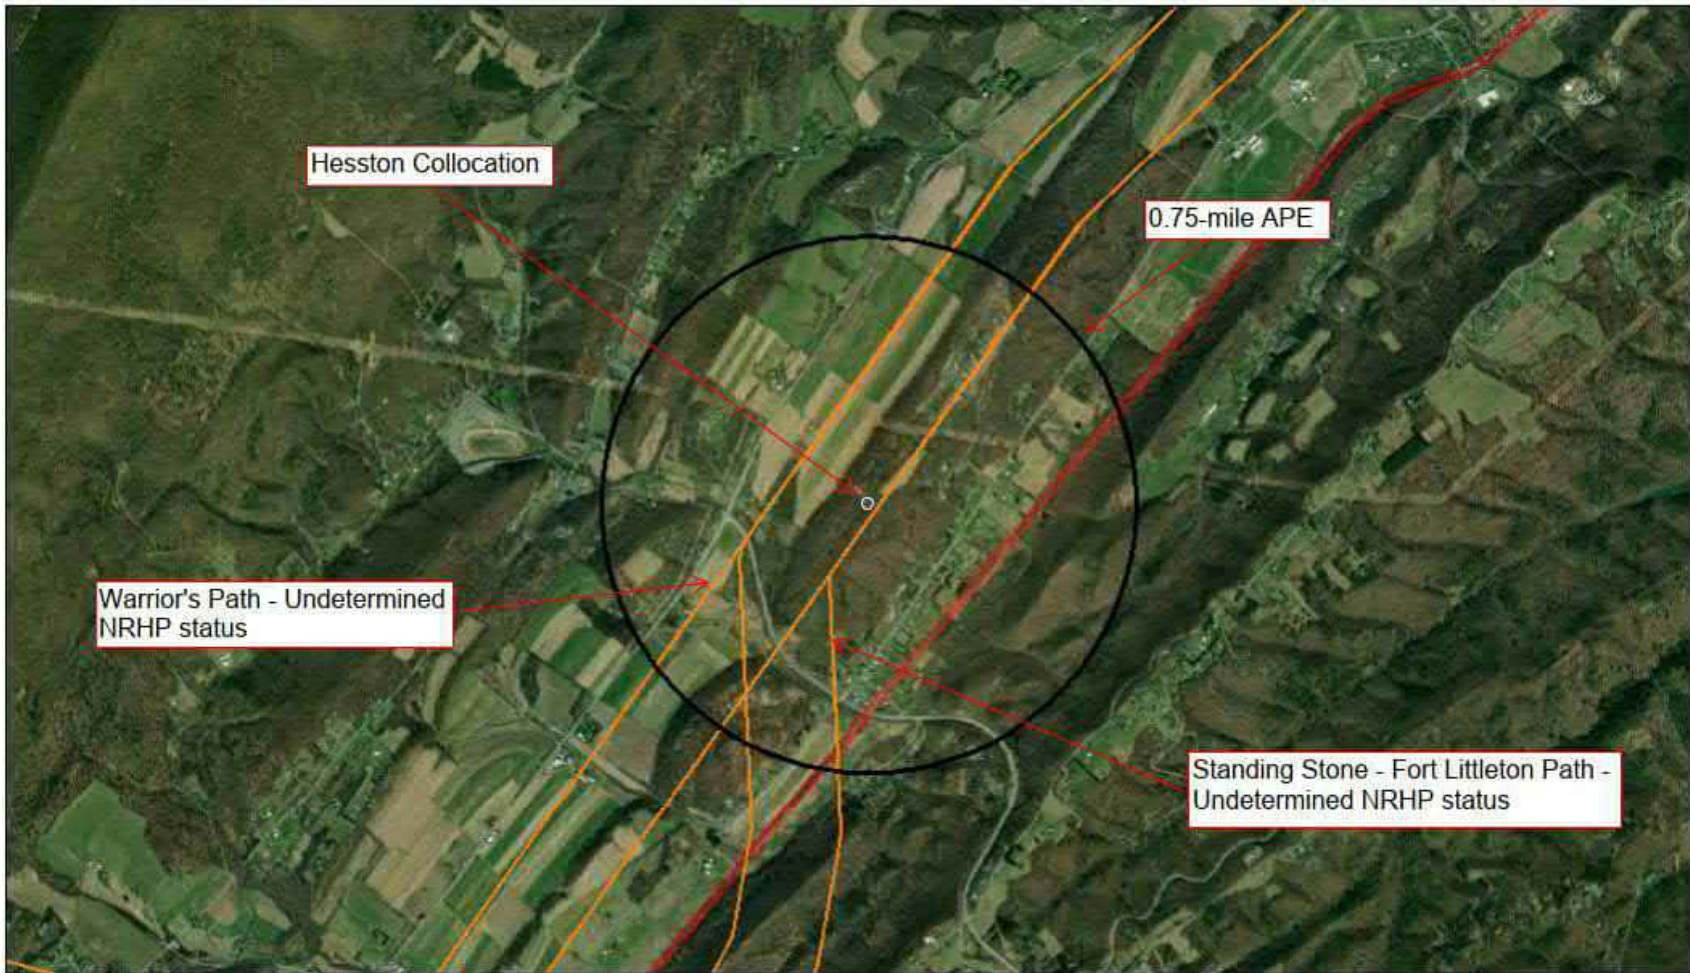 Hesston Collocation
0.75-mile APE
Warrior's Path - Undetermined
NRHP status
Standing Stone - Fort Littleton Path -
Undetermined NRHP status